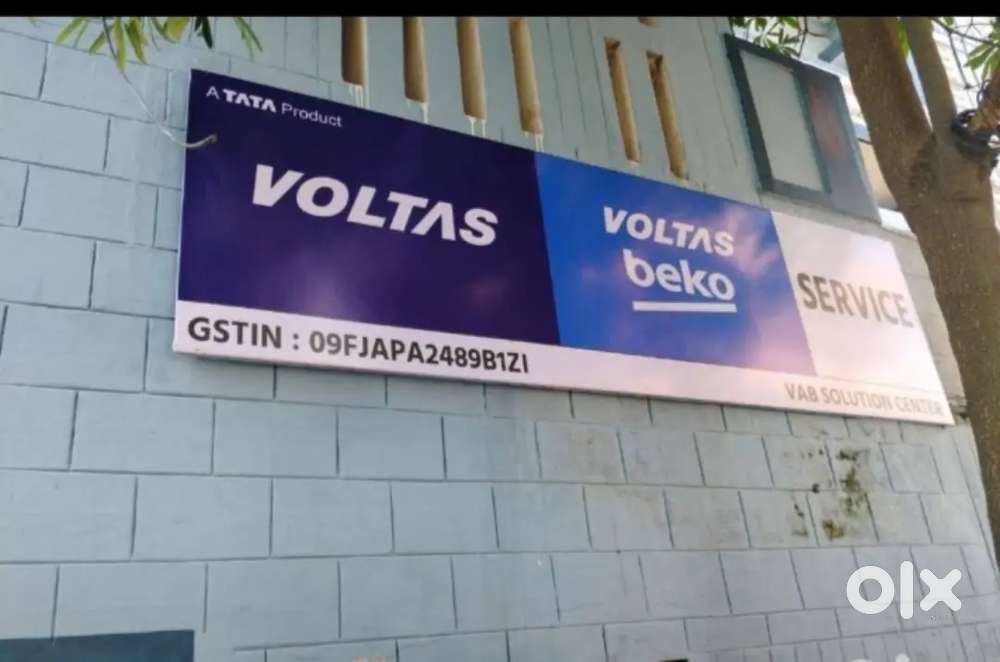 A TATA Product
VOLTAS
VOLTAS
beko
SERVICE
GSTIN : 09FJAPA2489B1ZI
VAB SOLUTION CENTER
olx